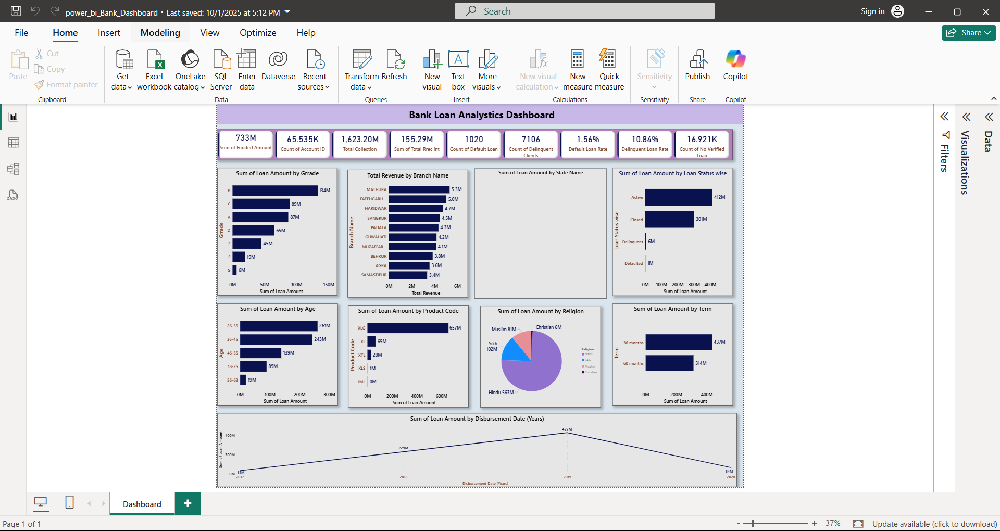 power_bi_Bank_Dashboard • Last saved: 10/1/2025 at 5:12 PM
Search
Sign in
File
Home
Insert
Modeling
View
Optimize
Help
Share
Paste
Cut
Copy
Format painter
Clipboard
Get data
Excel workbook
OneLake catalog
SQL Server
Enter data
Dataverse
Recent sources
Data
Transform data
Refresh
Queries
New visual
Text box
More visuals
Insert
New visual calculation
New measure
Quick measure
Calculations
Sensitivity
Sensitivity
Publish
Share
Copilot
Copilot
DAX
Bank Loan Analystics Dashboard
733M
Sum of Funded Amount
65.535K
Count of Account ID
1,623.20M
Total Collection
155.29M
Sum of Total Rrec int
1020
Count of Default Loan
7106
Count of Delinquent Clients
1.56%
Default Loan Rate
10.84%
Delinquent Loan Rate
16.921K
Count of No Verified Loan
Filters
Visualizations
Data
Sum of Loan Amount by Grrade
Grrade
B 134M
C 89M
A 87M
D 65M
E 45M
F 19M
G 6M
0M 50M 100M 150M
Sum of Loan Amount
Total Revenue by Branch Name
Branch Name
MATHURA 5.3M
FATEHGARH... 5.0M
HARIDWAR 4.7M
SANGRUR 4.5M
PATIALA 4.3M
GUWAHATI 4.2M
MUZAFFAR... 4.1M
BEHROR 3.8M
AGRA 3.6M
SAMASTIPUR 3.4M
0M 2M 4M 6M
Total Revenue
Sum of Loan Amount by State Name
Sum of Loan Amount by Loan Status wise
Loan Status wise
Active 412M
Closed 301M
Delinquent 6M
Defaulted 1M
0M 100M 200M 300M 400M
Sum of Loan Amount
Sum of Loan Amount by Age
Age
26-35 261M
36-45 243M
46-55 139M
18-25 89M
56-63 19M
0M 100M 200M 300M
Sum of Loan Amount
Sum of Loan Amount by Product Code
Product Code
XLG 657M
XL 65M
XTL 28M
XLS 1M
IML 0M
0M 200M 400M 600M
Sum of Loan Amount
Sum of Loan Amount by Religion
Christian 6M
Muslim 81M
Sikh 102M
Hindu 563M
Religion
Hindu
Sikh
Muslim
Christian
Sum of Loan Amount by Term
Term
36 months 437M
60 months 314M
0M 200M 400M
Sum of Loan Amount
Sum of Loan Amount by Disbursement Date (Years)
Sum of Loan Amount
400M
200M
0M
31M
229M
427M
64M
2017 2018 2019 2020
Disbursement Date (Years)
Dashboard
+
Page 1 of 1
- + 37%
Update available (click to download)